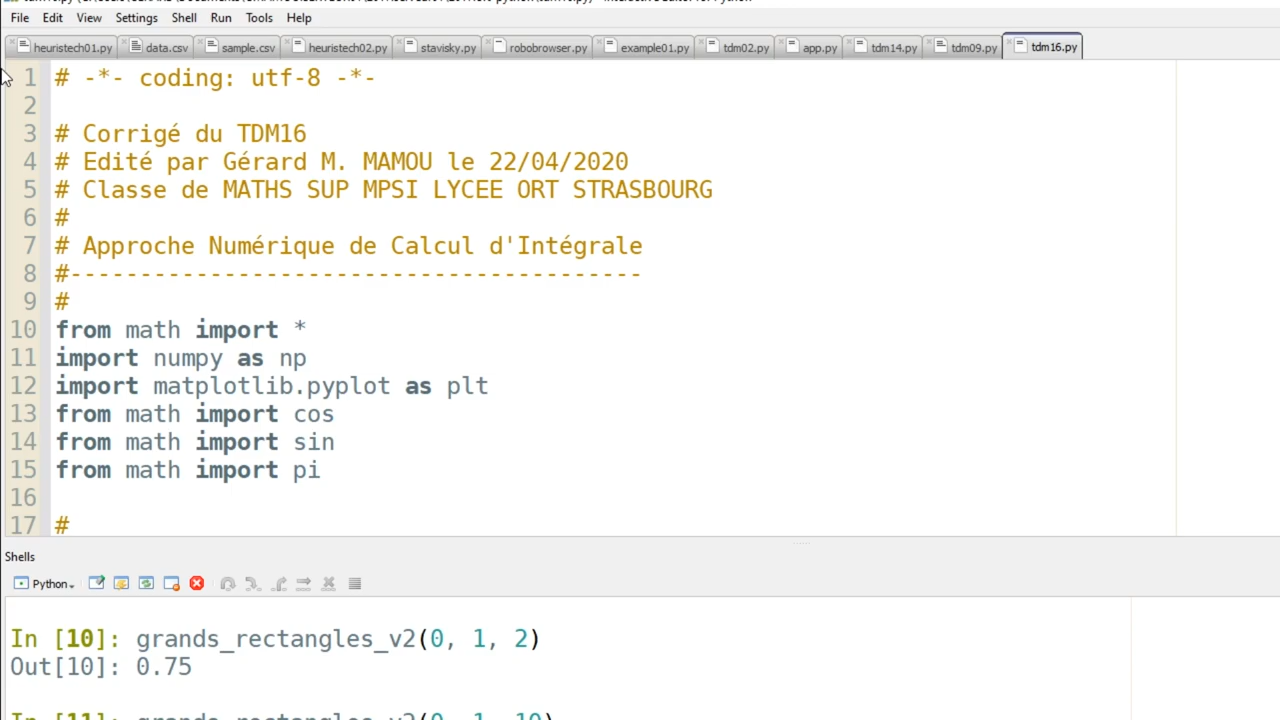 File Edit View Settings Shell Run Tools Help
heuristech01.py data.csv sample.csv heuristech02.py stavisky.py robobrowser.py example01.py tdm02.py app.py tdm14.py tdm09.py tdm16.py
1 # -*- coding: utf-8 -*-
2
3 # Corrigé du TDM16
4 # Edité par Gérard M. MAMOU le 22/04/2020
5 # Classe de MATHS SUP MPSI LYCEE ORT STRASBOURG
6 #
7 # Approche Numérique de Calcul d'Intégrale
8 #-----------------------------------------
9 #
10 from math import *
11 import numpy as np
12 import matplotlib.pyplot as plt
13 from math import cos
14 from math import sin
15 from math import pi
16
17 #
Shells
Python
In [10]: grands_rectangles_v2(0, 1, 2)
Out[10]: 0.75
In [11]: grands_rectangles_v2(0, 1, 10)